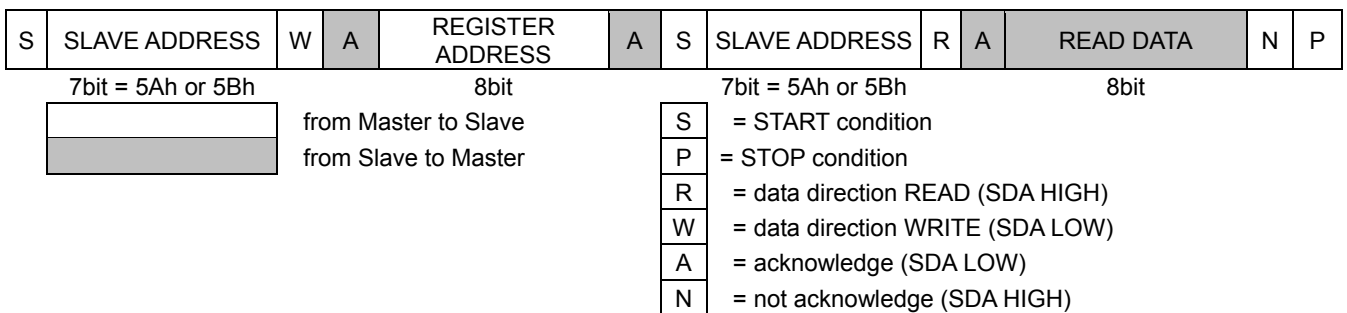 S SLAVE ADDRESS W A REGISTER ADDRESS A S SLAVE ADDRESS R A READ DATA N P
7bit = 5Ah or 5Bh 8bit 7bit = 5Ah or 5Bh 8bit
from Master to Slave S = START condition
from Slave to Master P = STOP condition
R = data direction READ (SDA HIGH)
W = data direction WRITE (SDA LOW)
A = acknowledge (SDA LOW)
N = not acknowledge (SDA HIGH)